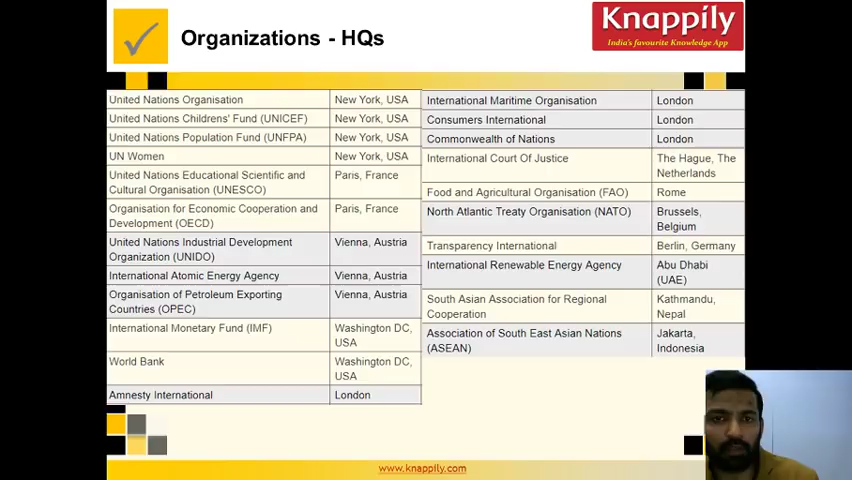 Organizations - HQs
Knappily
India's favourite Knowledge App
United Nations Organisation New York, USA
United Nations Childrens' Fund (UNICEF) New York, USA
United Nations Population Fund (UNFPA) New York, USA
UN Women New York, USA
United Nations Educational Scientific and Paris, France
Cultural Organisation (UNESCO)
Organisation for Economic Cooperation and Paris, France
Development (OECD)
United Nations Industrial Development Vienna, Austria
Organization (UNIDO)
International Atomic Energy Agency Vienna, Austria
Organisation of Petroleum Exporting Vienna, Austria
Countries (OPEC)
International Monetary Fund (IMF) Washington DC,
USA
World Bank Washington DC,
USA
Amnesty International London
International Maritime Organisation London
Consumers International London
Commonwealth of Nations London
International Court Of Justice The Hague, The
Netherlands
Food and Agricultural Organisation (FAO) Rome
North Atlantic Treaty Organisation (NATO) Brussels,
Belgium
Transparency International Berlin, Germany
International Renewable Energy Agency Abu Dhabi
(UAE)
South Asian Association for Regional Kathmandu,
Cooperation Nepal
Association of South East Asian Nations Jakarta,
(ASEAN) Indonesia
www.knappily.com